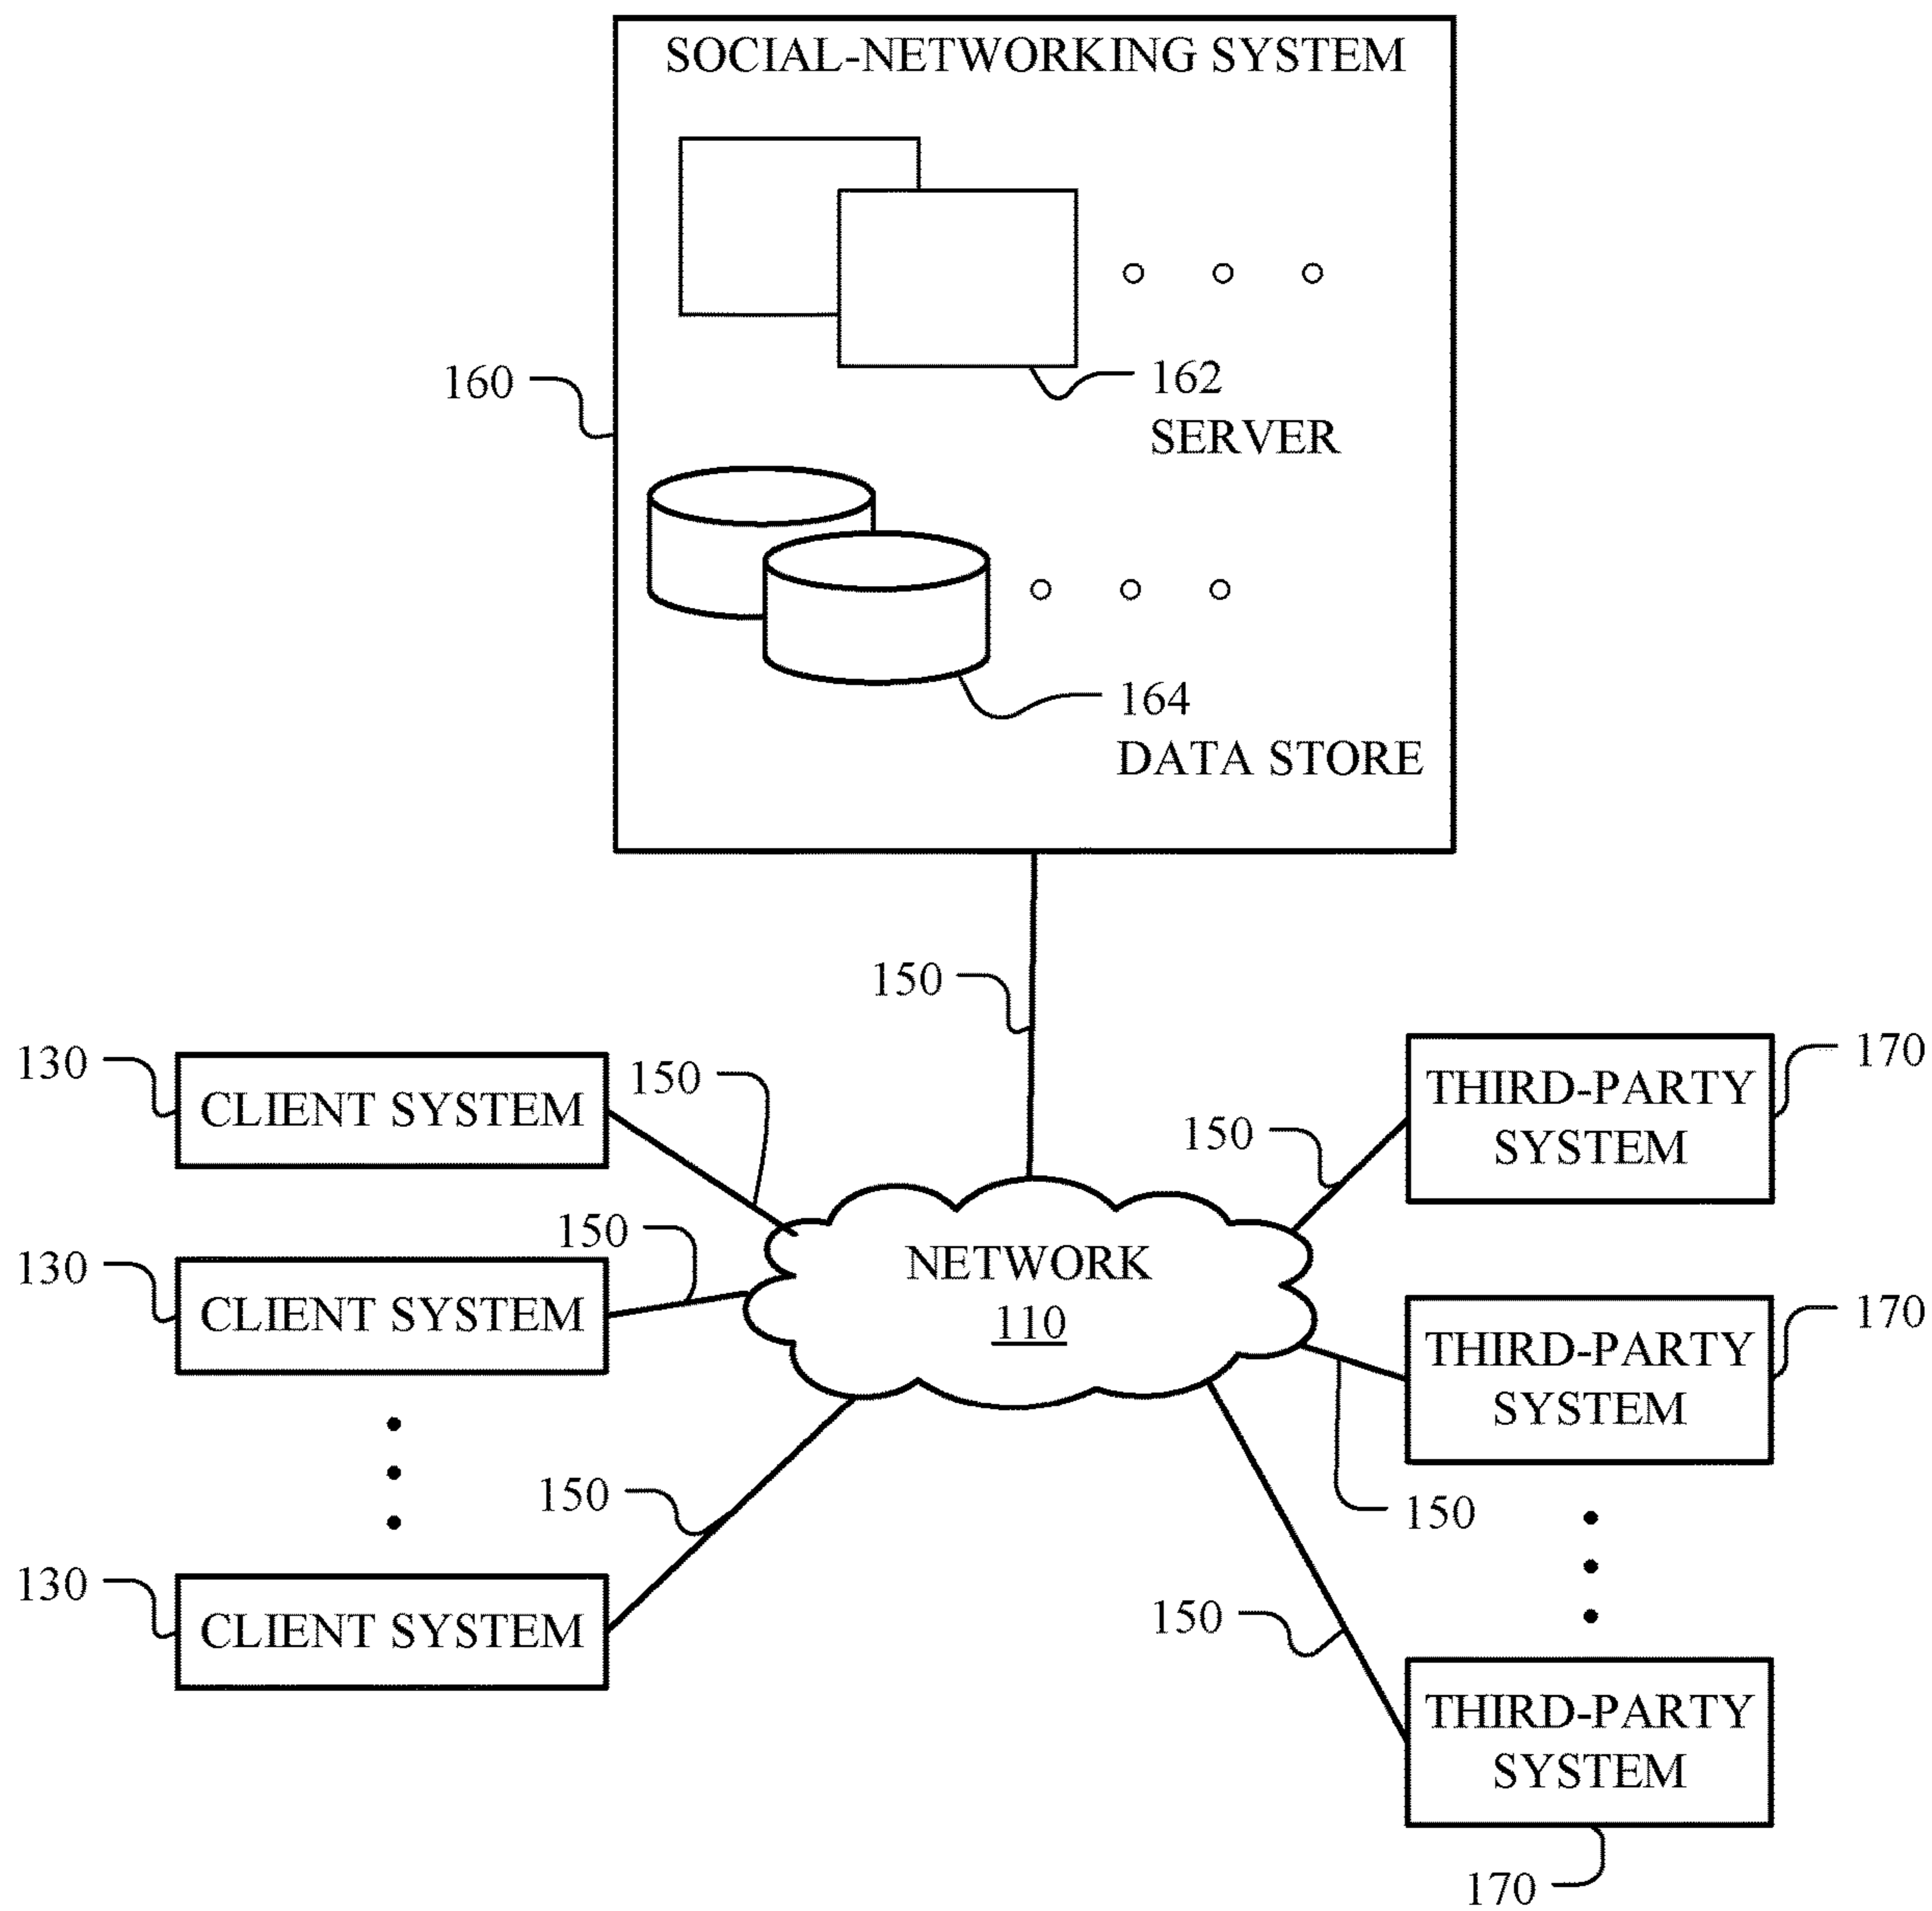 SOCIAL-NETWORKING SYSTEM
160
162
SERVER
164
DATA STORE
150
130
CLIENT SYSTEM
150
130
CLIENT SYSTEM
150
130
CLIENT SYSTEM
150
NETWORK
110
150
THIRD-PARTY
SYSTEM
170
THIRD-PARTY
SYSTEM
170
150
150
THIRD-PARTY
SYSTEM
170